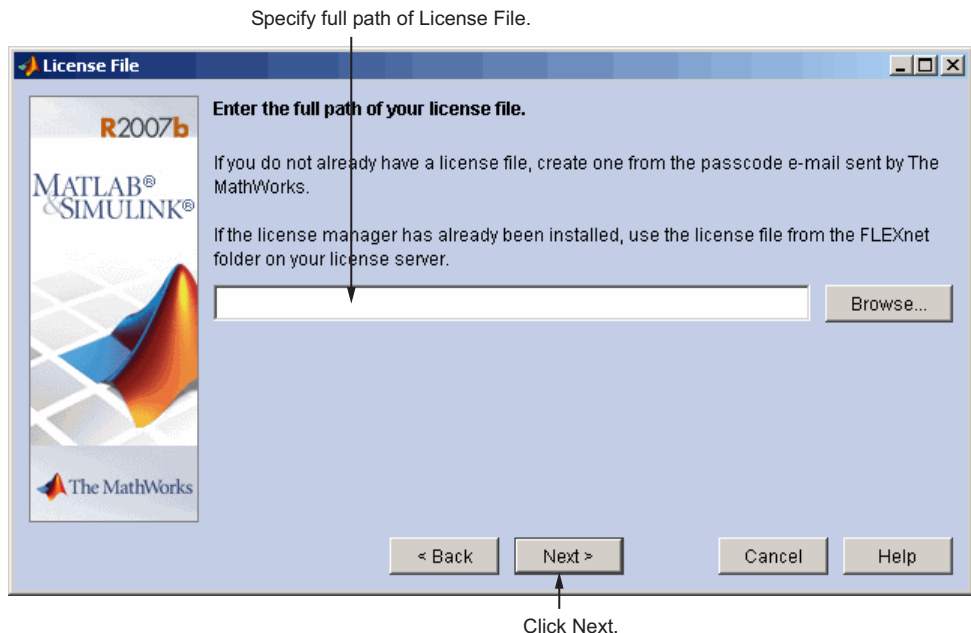 Specify full path of License File.
License File
R2007b
MATLAB®
&SIMULINK®
The MathWorks
Enter the full path of your license file.
If you do not already have a license file, create one from the passcode e-mail sent by The
MathWorks.
If the license manager has already been installed, use the license file from the FLEXnet
folder on your license server.
Browse...
< Back
Next >
Cancel
Help
Click Next.